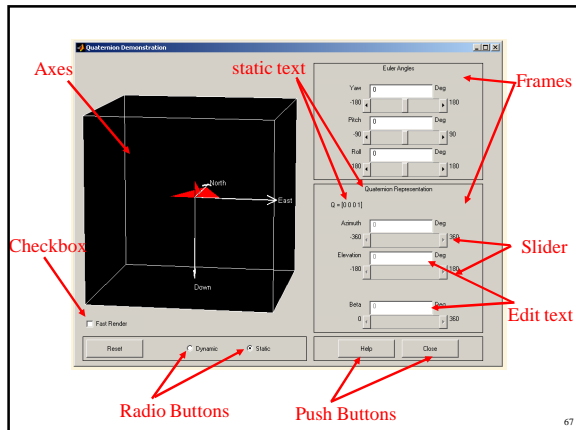 Quaternion Demonstration
Axes
static text
Frames
Euler Angles
Yaw 0 Deg
-180 180
Pitch 0 Deg
-90 90
Roll 0 Deg
-180 180
North
East
Down
Quaternion Representation
Q = [0 0 0 1]
Azimuth 0 Deg
-360 360
Elevation 0 Deg
-180 180
Beta 0 Deg
0 360
Slider
Edit text
Checkbox
Fast Render
Reset Dynamic Static Help Close
Radio Buttons
Push Buttons
67